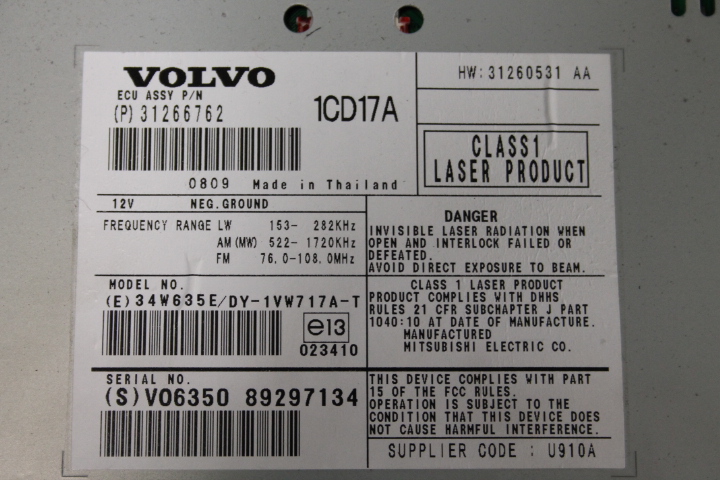 VOLVO
ECU ASSY P/N
(P) 31266762
1CD17A
0809 Made in Thailand
HW:31260531 AA
CLASS1
LASER PRODUCT
12V NEG.GROUND
FREQUENCY RANGE LW 153- 282KHz
AM (MW) 522- 1720KHz
FM 76.0-108.0MHz
DANGER
INVISIBLE LASER RADIATION WHEN
OPEN AND INTERLOCK FAILED OR
DEFEATED.
AVOID DIRECT EXPOSURE TO BEAM.
MODEL NO.
(E) 34W635E/DY-1VW717A-T
e13
023410
CLASS 1 LASER PRODUCT
PRODUCT COMPLIES WITH DHHS
RULES 21 CFR SUBCHAPTER J PART
1040:10 AT DATE OF MANUFACTURE.
MANUFACTURED
MITSUBISHI ELECTRIC CO.
SERIAL NO.
(S) V06350 89297134
THIS DEVICE COMPLIES WITH PART
15 OF THE FCC RULES.
OPERATION IS SUBJECT TO THE
CONDITION THAT THIS DEVICE DOES
NOT CAUSE HARMFUL INTERFERENCE.
SUPPLIER CODE : U910A